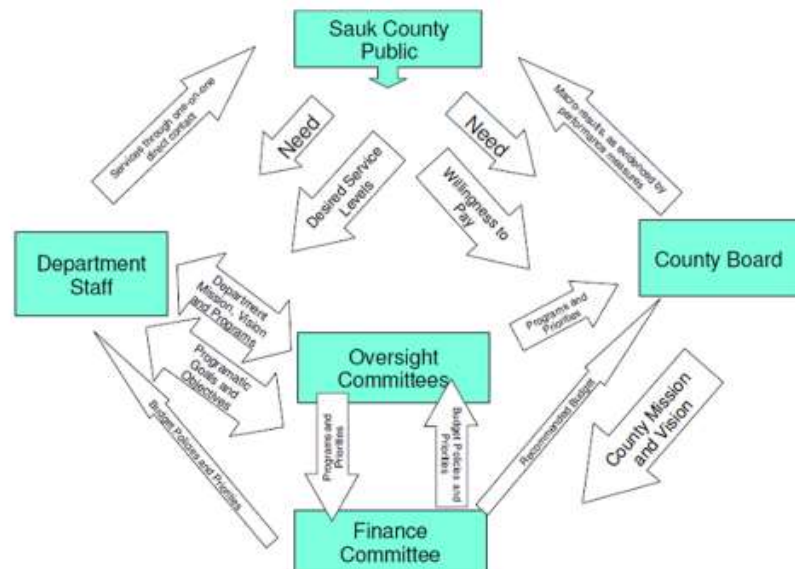 Sauk County
Public
Services through one-on-one
direct contact
Need
Desired Service
Levels
Need
Willingness to
Pay
Macro-results, as evidenced by
performance measures
Department
Staff
County Board
Department
Mission, Vision
and Programs
Programatic
Goals and
Objectives
Budget Policies and Priorities
Oversight
Committees
Programs and
Priorities
Programs and
Priorities
Budget Policies and
Priorities
Recommended Budget
County Mission
and Vision
Finance
Committee